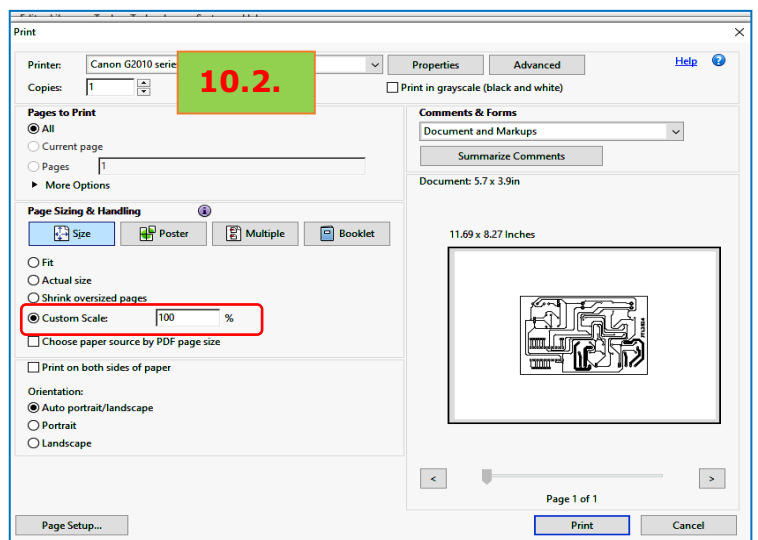 Print
Printer: Canon G2010 series Properties Advanced Help
10.2.
Copies: 1 Print in grayscale (black and white)
Pages to Print
All
Current page
Pages 1
More Options
Page Sizing & Handling
Size Poster Multiple Booklet
Fit
Actual size
Shrink oversized pages
Custom Scale: 100 %
Choose paper source by PDF page size
Print on both sides of paper
Orientation:
Auto portrait/landscape
Portrait
Landscape
Comments & Forms
Document and Markups
Summarize Comments
Document: 5.7 x 3.9in
11.69 x 8.27 Inches
< >
Page 1 of 1
Page Setup... Print Cancel